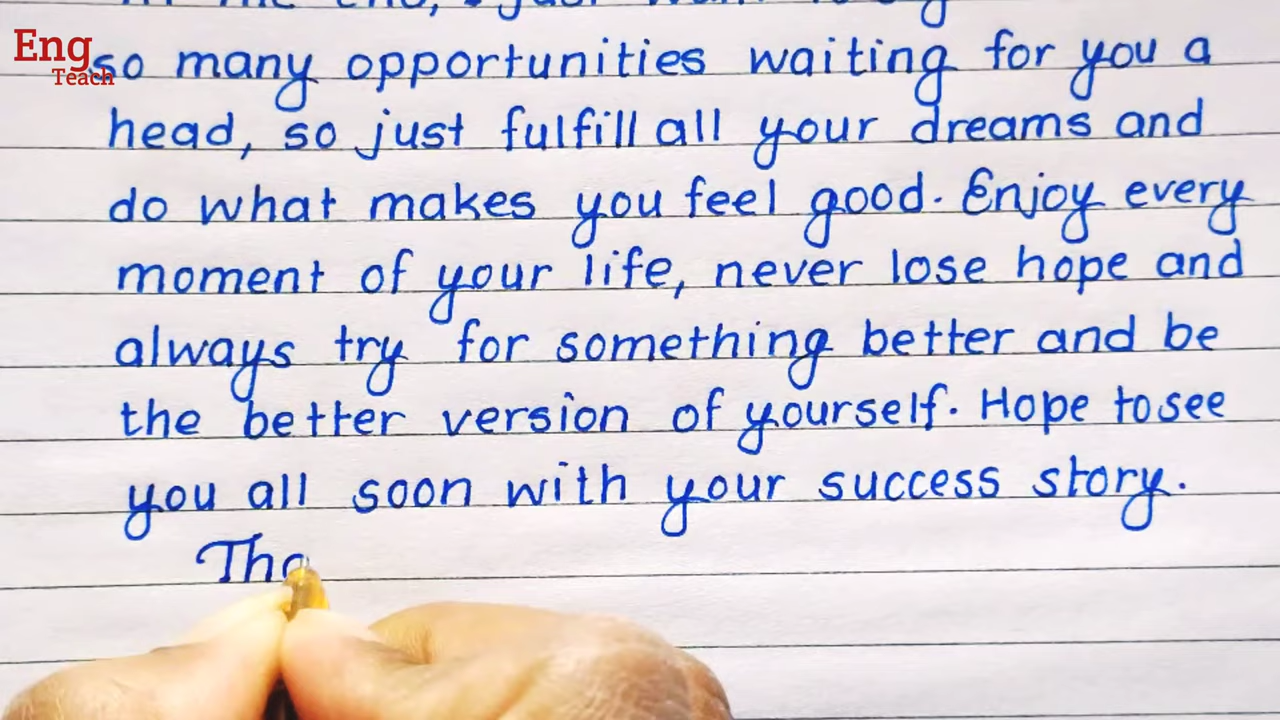 Eng
Teach
so many opportunities waiting for you a
head, so just fulfill all your dreams and
do what makes you feel good. Enjoy every
moment of your life, never lose hope and
always try for something better and be
the better version of yourself. Hope to see
you all soon with your success story.
Tha